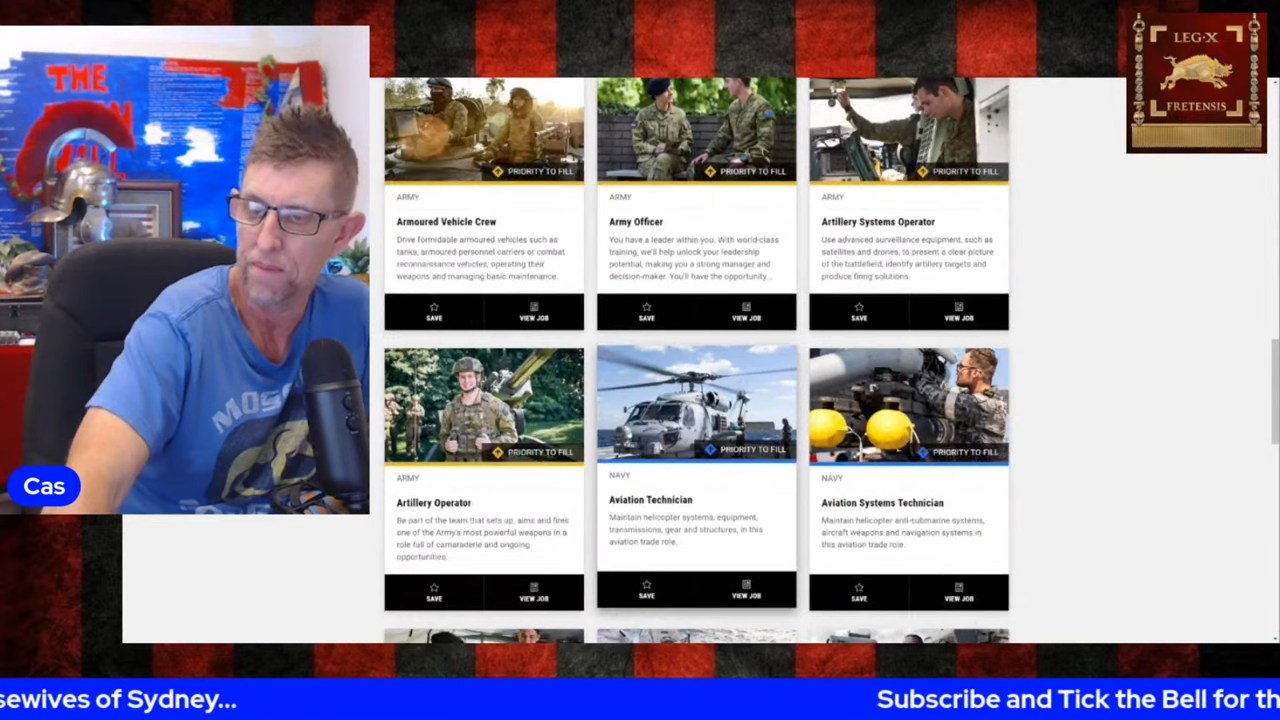 THE
LEG·X
FRETENSIS
PRIORITY TO FILL
PRIORITY TO FILL
PRIORITY TO FILL
ARMY
Armoured Vehicle Crew
Drive formidable armoured vehicles such as
tanks, armoured personnel carriers or combat
reconnaissance vehicles; operating their
weapons and managing basic maintenance.
SAVE
VIEW JOB
ARMY
Army Officer
You have a leader within you. With world-class
training, we'll help unlock your leadership
potential, making you a strong manager and
decision-maker. You'll have the opportunity...
SAVE
VIEW JOB
ARMY
Artillery Systems Operator
Use advanced surveillance equipment, such as
satellites and drones, to present a clear picture
of the battlefield, identify artillery targets and
produce firing solutions.
SAVE
VIEW JOB
PRIORITY TO FILL
PRIORITY TO FILL
PRIORITY TO FILL
ARMY
Artillery Operator
Be part of the team that sets up, aims and fires
one of the Army's most powerful weapons in a
role full of camaraderie and ongoing
opportunities.
SAVE
VIEW JOB
NAVY
Aviation Technician
Maintain helicopter systems, equipment,
transmissions, gear and structures, in this
aviation trade role.
SAVE
VIEW JOB
NAVY
Aviation Systems Technician
Maintain helicopter anti-submarine systems,
aircraft weapons and navigation systems in
this aviation trade role.
SAVE
VIEW JOB
Cas
sewives of Sydney...
Subscribe and Tick the Bell for th